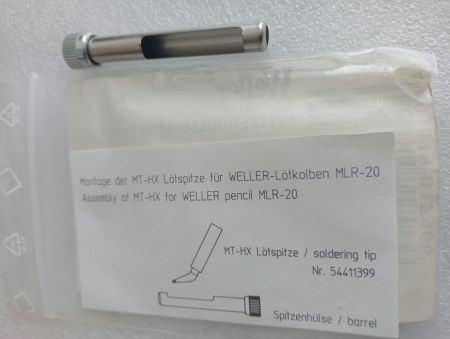 Weller
Montage der MT-HX Lötspitze für WELLER-Lötkolben MLR-20
Assembly of MT-HX for WELLER pencil MLR-20
MT-HX Lötspitze / soldering tip
Nr. 54411399
Spitzenhülse / barrel